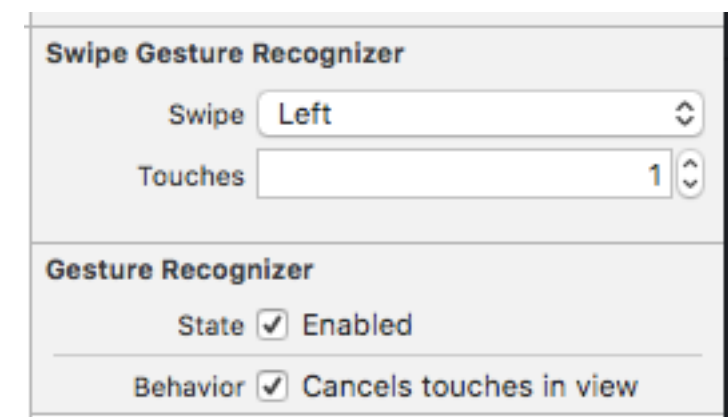 Swipe Gesture Recognizer
Swipe Left
Touches 1
Gesture Recognizer
State Enabled
Behavior Cancels touches in view